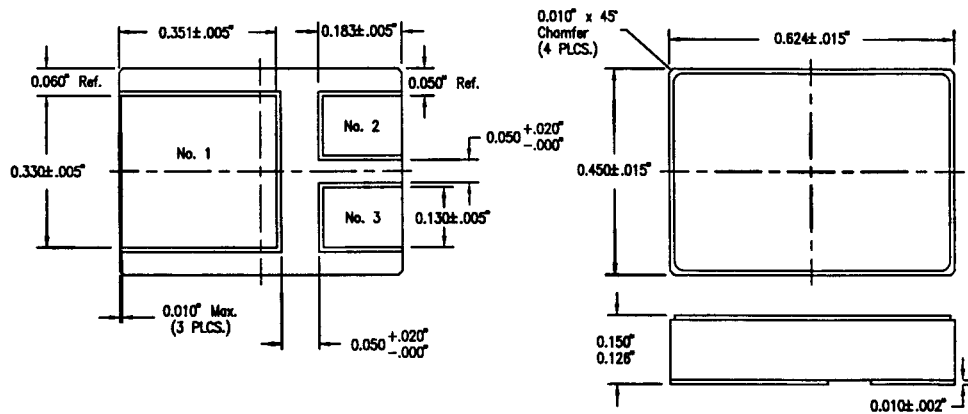 0.351±.005"
0.183±.005"
0.060" Ref.
0.050" Ref.
No. 1
No. 2
0.050 +.020"
-.000"
0.330±.005"
No. 3
0.130±.005"
0.010" Max.
(3 PLCS.)
0.050 +.020"
-.000"
0.010" x 45°
Chamfer
(4 PLCS.)
0.624±.015"
0.450±.015"
0.150"
0.126"
0.010±.002"